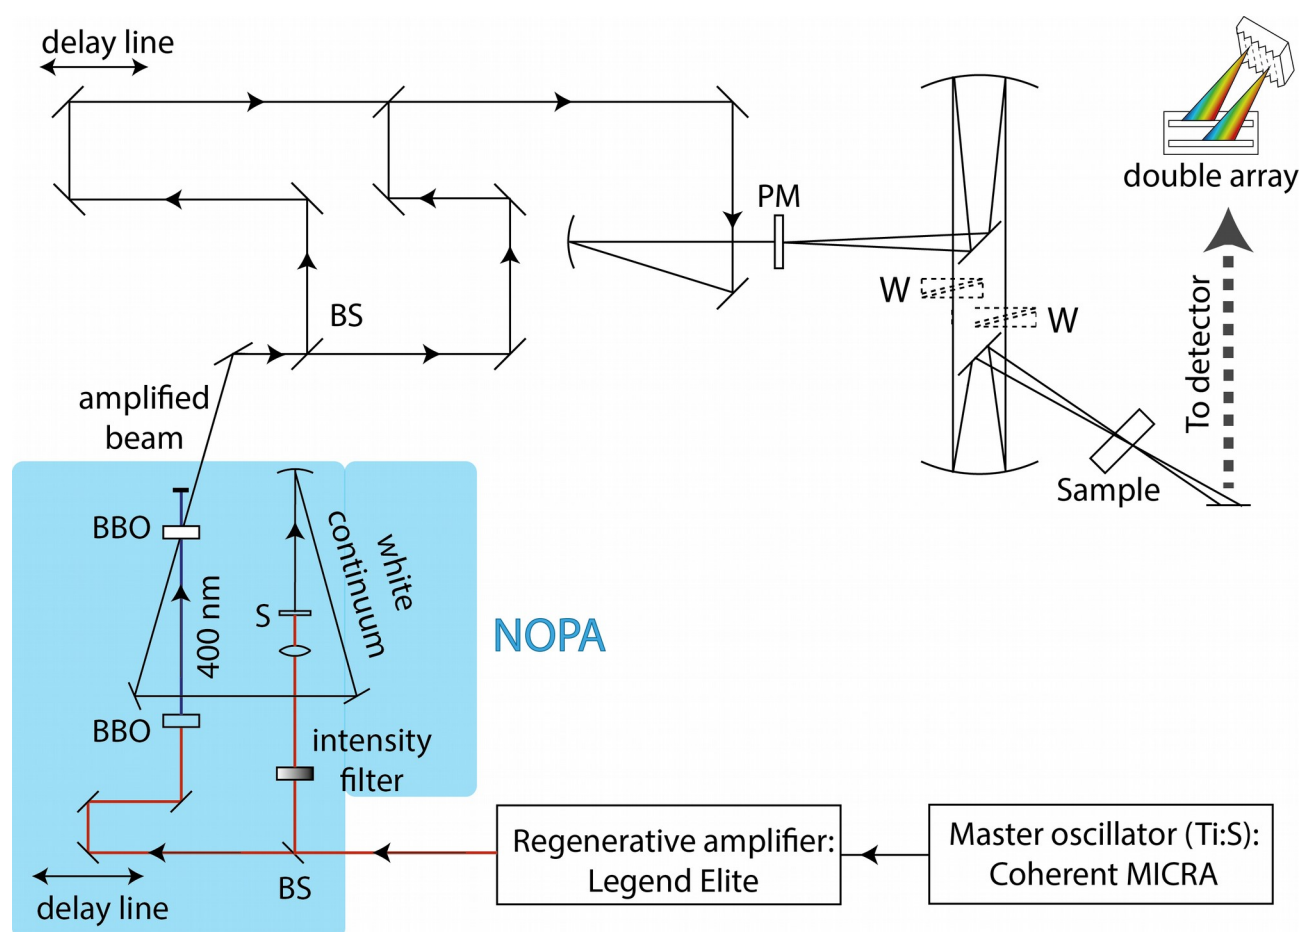 delay line
double array
PM
W
W
BS
To detector
amplified
beam
Sample
BBO
white
continuum
400 nm
S
NOPA
BBO
intensity
filter
Regenerative amplifier:
Legend Elite
Master oscillator (Ti:S):
Coherent MICRA
BS
delay line